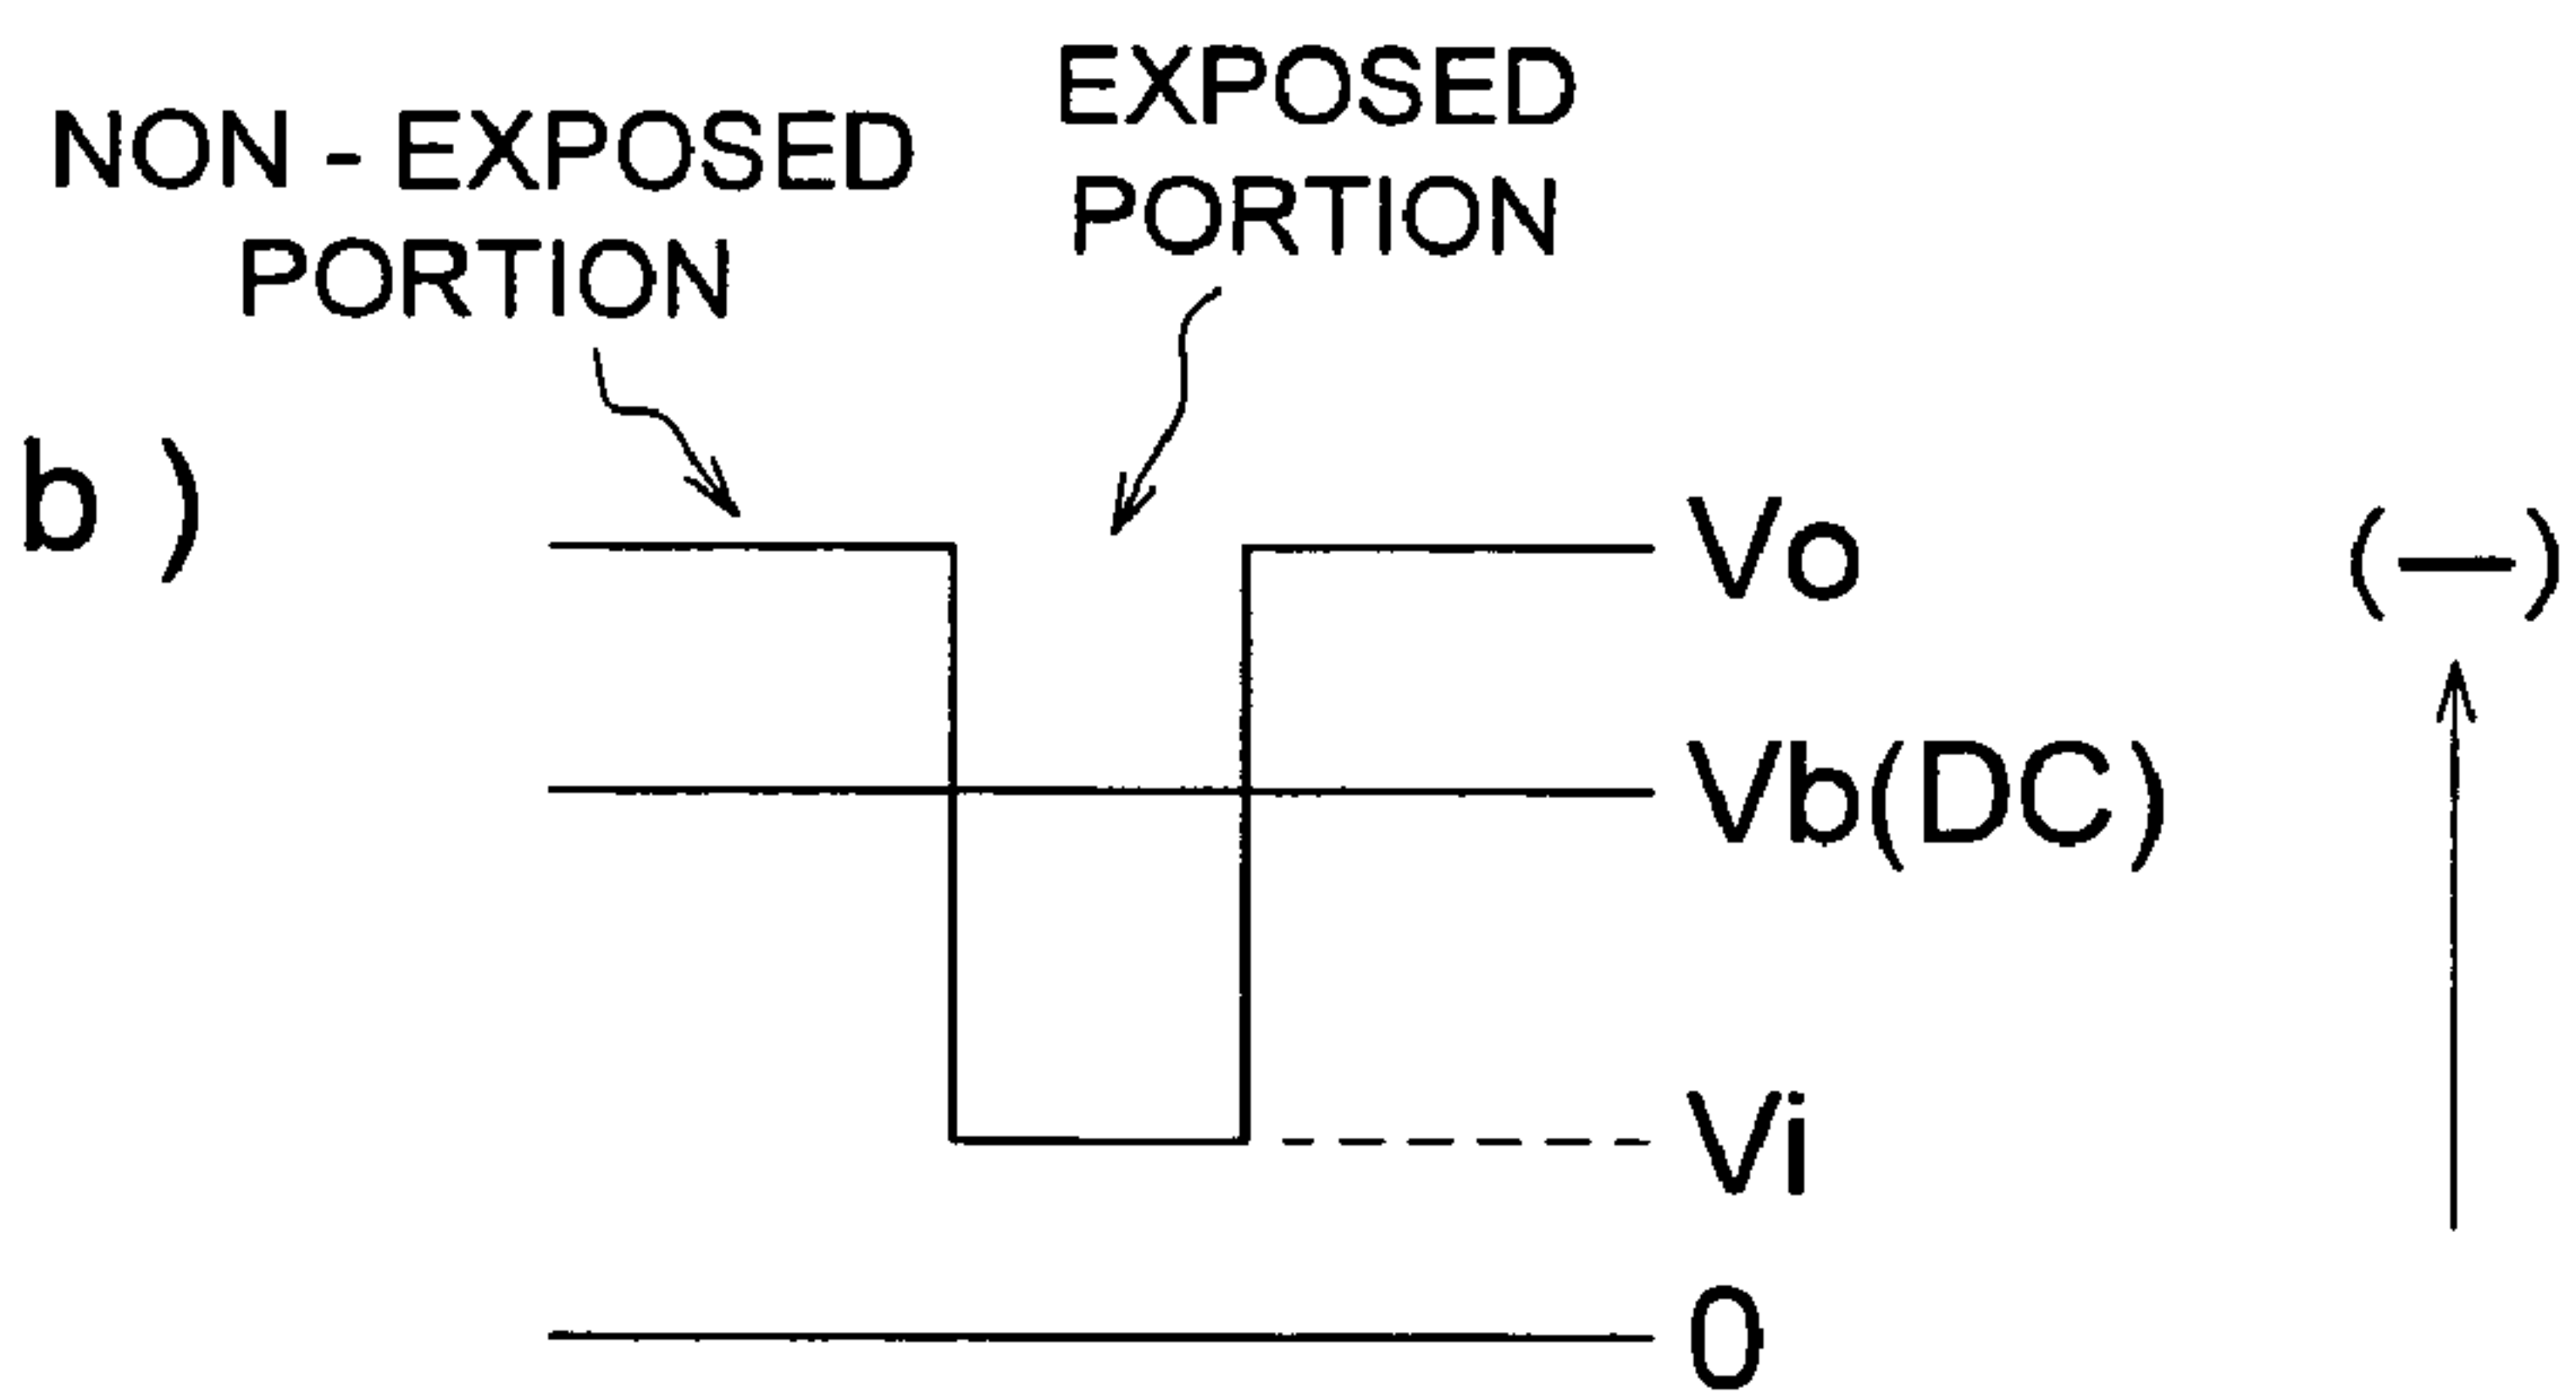 NON - EXPOSED
PORTION
EXPOSED
PORTION
b )
Vo
(—)
Vb(DC)
Vi
0